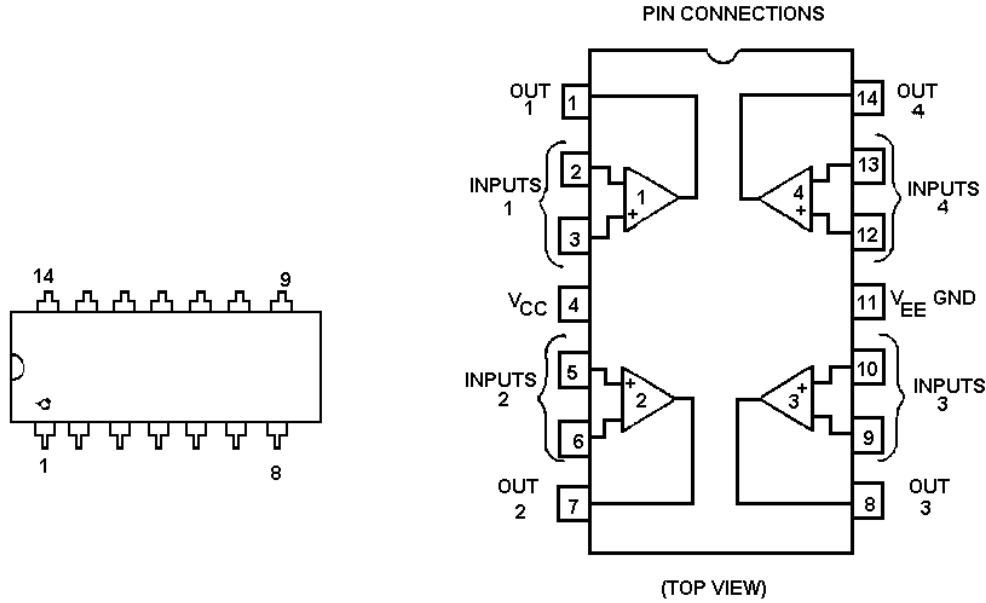 PIN CONNECTIONS
OUT 1
1
14
OUT 4
2
13
INPUTS 1
1
+
4
+
INPUTS 4
3
12
14
9
VCC
4
11
VEE GND
5
10
INPUTS 2
+
2
3
+
INPUTS 3
6
9
1
8
OUT 2
7
8
OUT 3
(TOP VIEW)